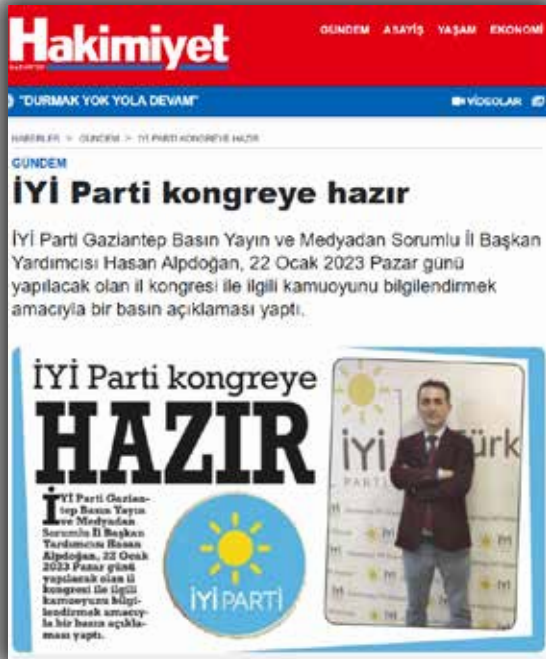 Hakimiyet
GAZİANTEP
GÜNDEM ASAYİŞ YAŞAM EKONOMİ
"DURMAK YOK YOLA DEVAM"
VİDEOLAR
HABERLER > GÜNDEM > İYİ PARTİ KONGREYE HAZIR
GÜNDEM
İYİ Parti kongreye hazır
İYİ Parti Gaziantep Basın Yayın ve Medyadan Sorumlu İl Başkan
Yardımcısı Hasan Alpdoğan, 22 Ocak 2023 Pazar günü
yapılacak olan il kongresi ile ilgili kamuoyunu bilgilendirmek
amacıyla bir basın açıklaması yaptı.
İYİ Parti kongreye
HAZIR
İYİ Parti Gazian-
tep Basın Yayın
ve Medyadan
Sorumlu İl Başkan
Yardımcısı Hasan
Alpdoğan, 22 Ocak
2023 Pazar günü
yapılacak olan il
kongresi ile ilgili
kamuoyunu bilgi-
lendirmek amacıy-
la bir basın açıkla-
ması yaptı.
İYİ PARTİ
İYİ
PARTİ
ürk